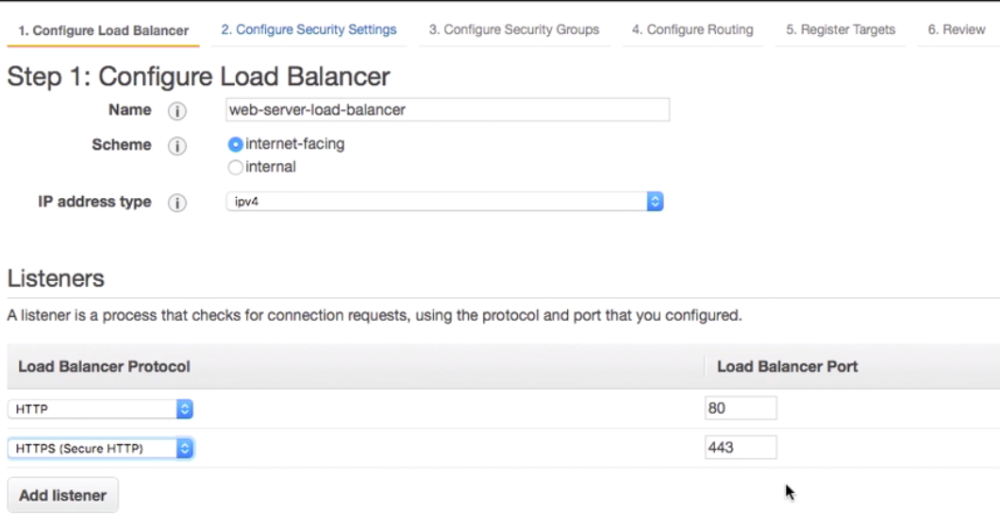 1. Configure Load Balancer 2. Configure Security Settings 3. Configure Security Groups 4. Configure Routing 5. Register Targets 6. Review
Step 1: Configure Load Balancer
Name i web-server-load-balancer
Scheme i internet-facing
internal
IP address type i ipv4
Listeners
A listener is a process that checks for connection requests, using the protocol and port that you configured.
Load Balancer Protocol Load Balancer Port
HTTP 80
HTTPS (Secure HTTP) 443
Add listener